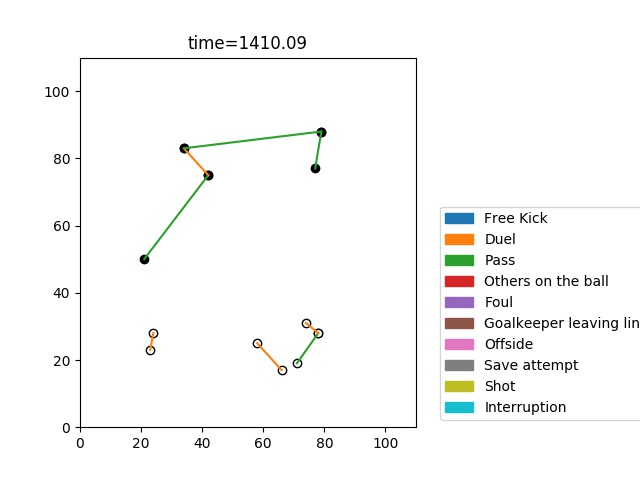 time=1410.09
100
80
60
40
20
0
0 20 40 60 80 100
Free Kick
Duel
Pass
Others on the ball
Foul
Goalkeeper leaving lin
Offside
Save attempt
Shot
Interruption